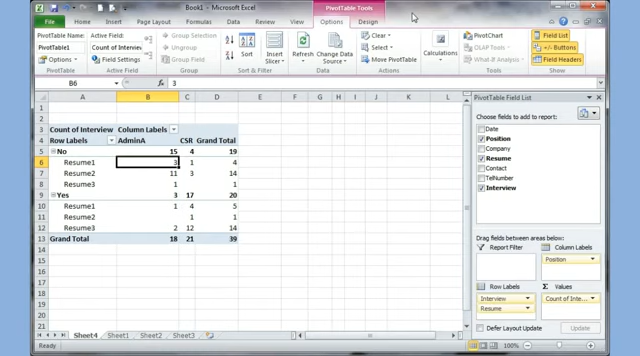 Book1 - Microsoft Excel
PivotTable Tools
File Home Insert Page Layout Formulas Data Review View Options Design
PivotTable Name:
PivotTable1
Options
PivotTable
Active Field:
Count of Interview
Field Settings
Active Field
Group Selection
Ungroup
Group Field
Group
Sort
Insert Slicer
Sort & Filter
Refresh
Change Data Source
Data
Clear
Select
Move PivotTable
Actions
Calculations
PivotChart
OLAP Tools
What-If Analysis
Tools
Field List
+/- Buttons
Field Headers
Show
B6 fx 3
A B C D E F G H I J K L
1
2
3 Count of Interview Column Labels
4 Row Labels AdminA CSR Grand Total
5 No 15 4 19
6 Resume1 3 1 4
7 Resume2 11 3 14
8 Resume3 1 1
9 Yes 3 17 20
10 Resume1 1 4 5
11 Resume2 1 1
12 Resume3 2 12 14
13 Grand Total 18 21 39
14
15
16
17
18
19
20
21
PivotTable Field List
Choose fields to add to report:
Date
Position
Company
Resume
Contact
TelNumber
Interview
Drag fields between areas below:
Report Filter
Column Labels
Position
Row Labels
Interview
Resume
Σ Values
Count of Inte...
Defer Layout Update
Update
Sheet4 Sheet1 Sheet2 Sheet3
Ready
100%